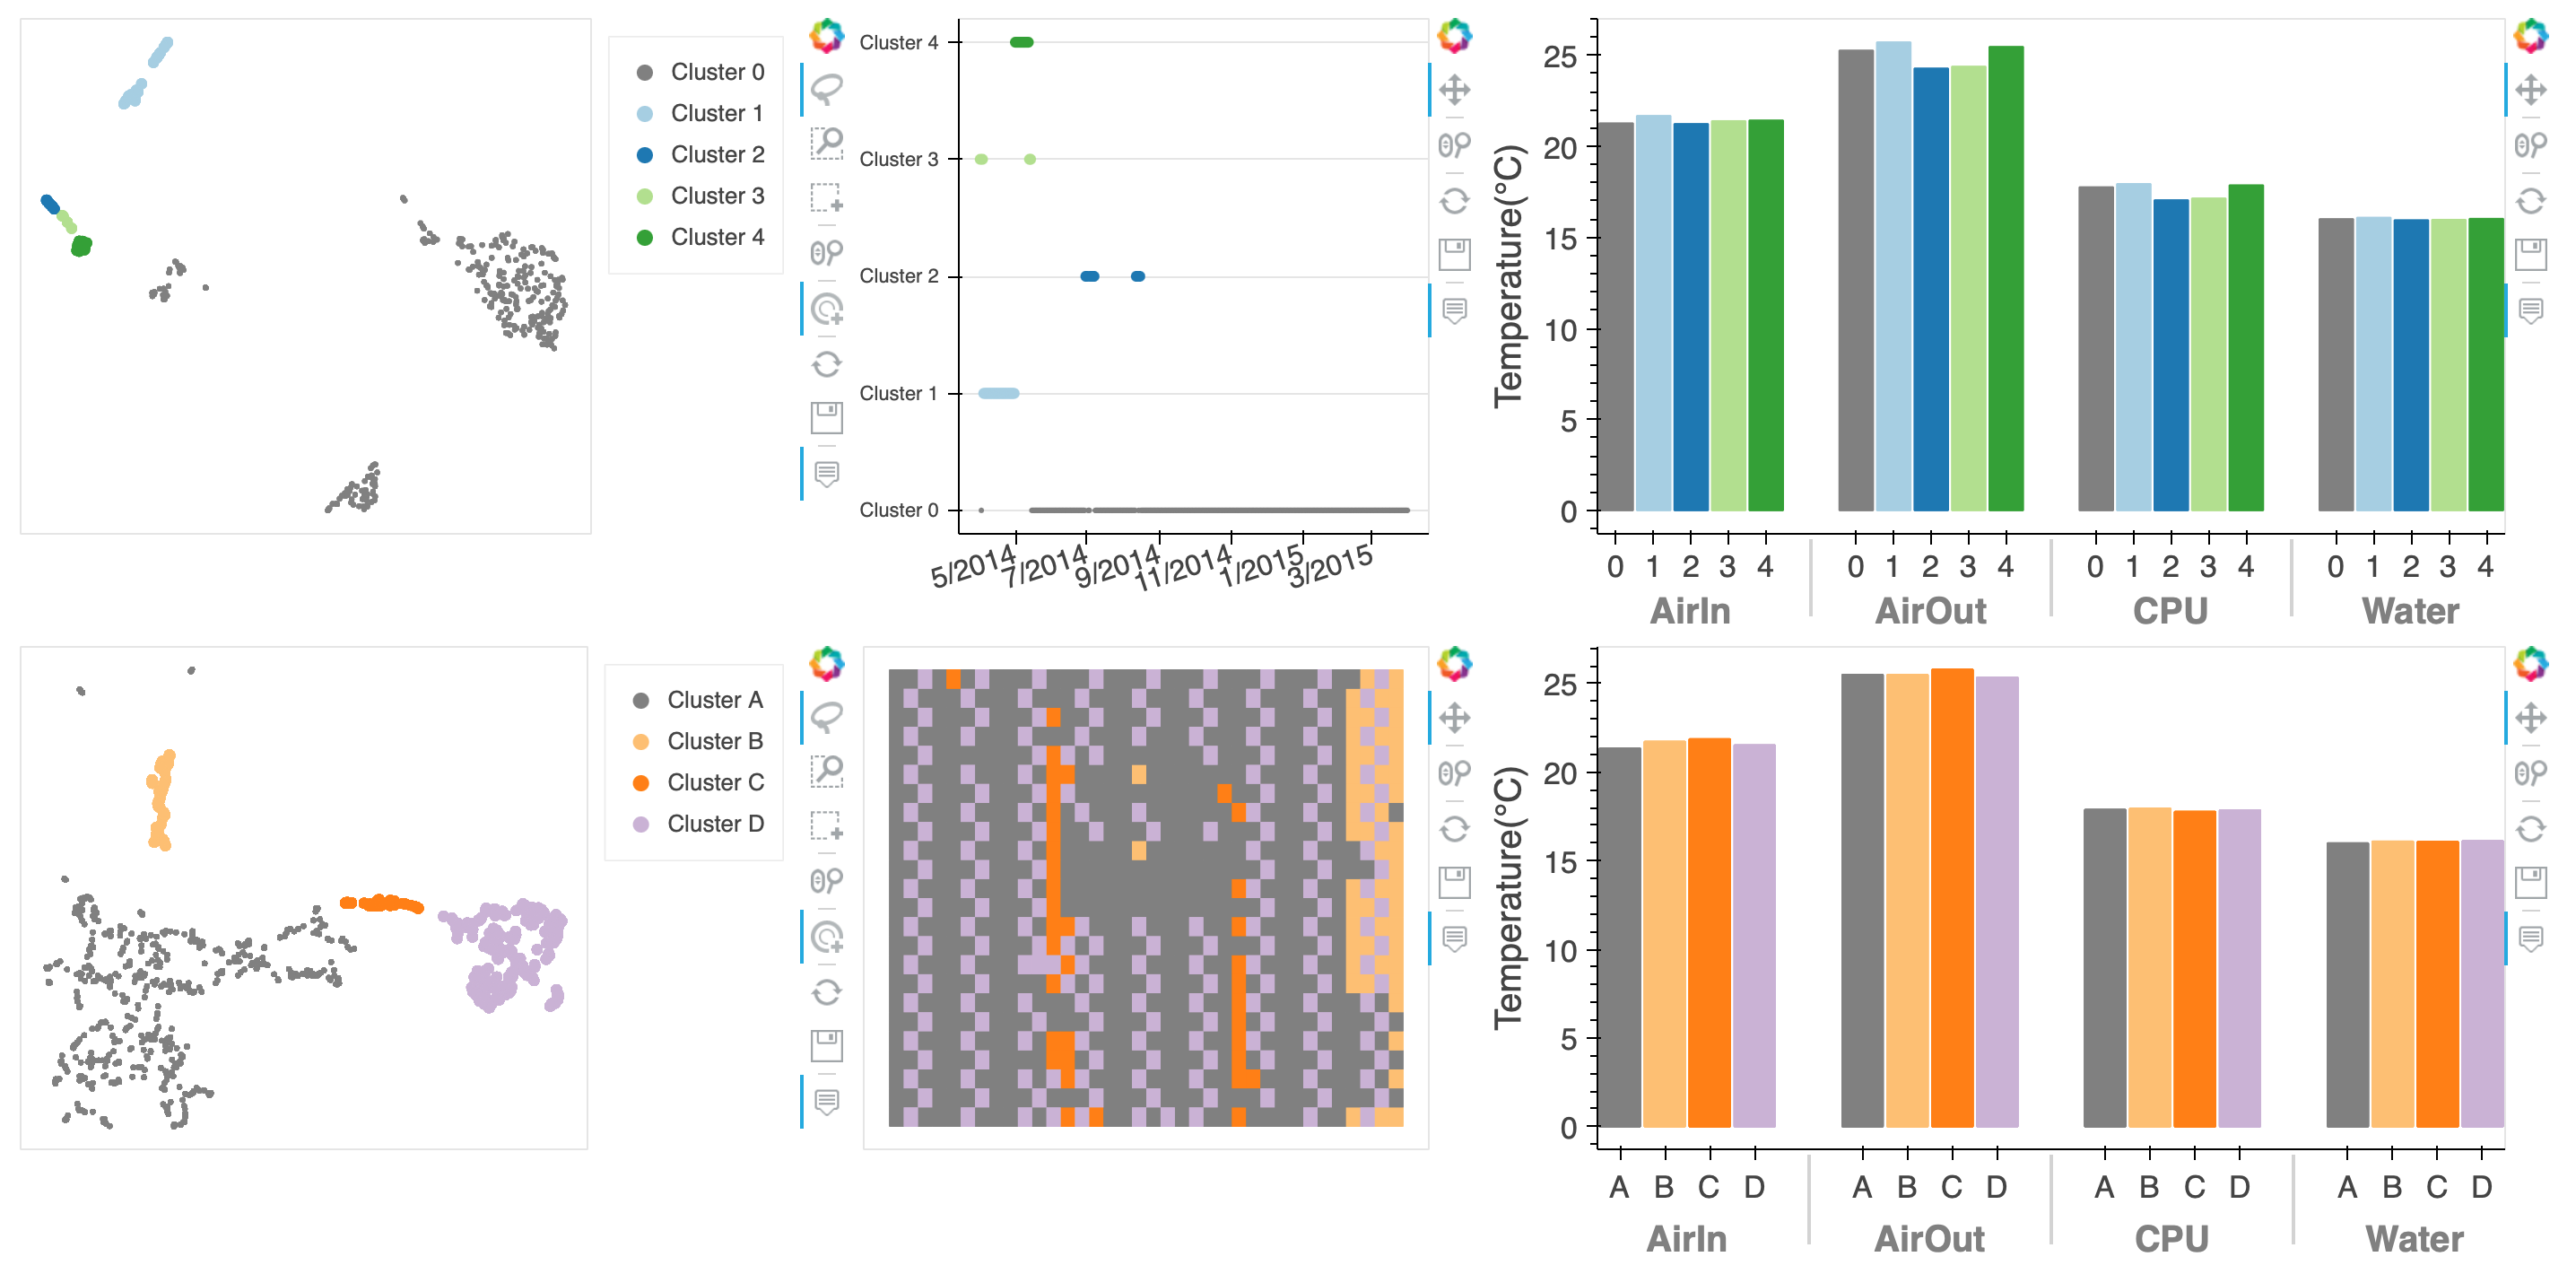 Cluster 0
Cluster 1
Cluster 2
Cluster 3
Cluster 4
Cluster 4
Cluster 3
Cluster 2
Cluster 1
Cluster 0
5/2014
7/2014
9/2014
11/2014
1/2015
3/2015
Temperature(°C)
25
20
15
10
5
0
0 1 2 3 4 0 1 2 3 4 0 1 2 3 4 0 1 2 3 4
AirIn AirOut CPU Water
Cluster A
Cluster B
Cluster C
Cluster D
Temperature(°C)
25
20
15
10
5
0
A B C D A B C D A B C D A B C D
AirIn AirOut CPU Water